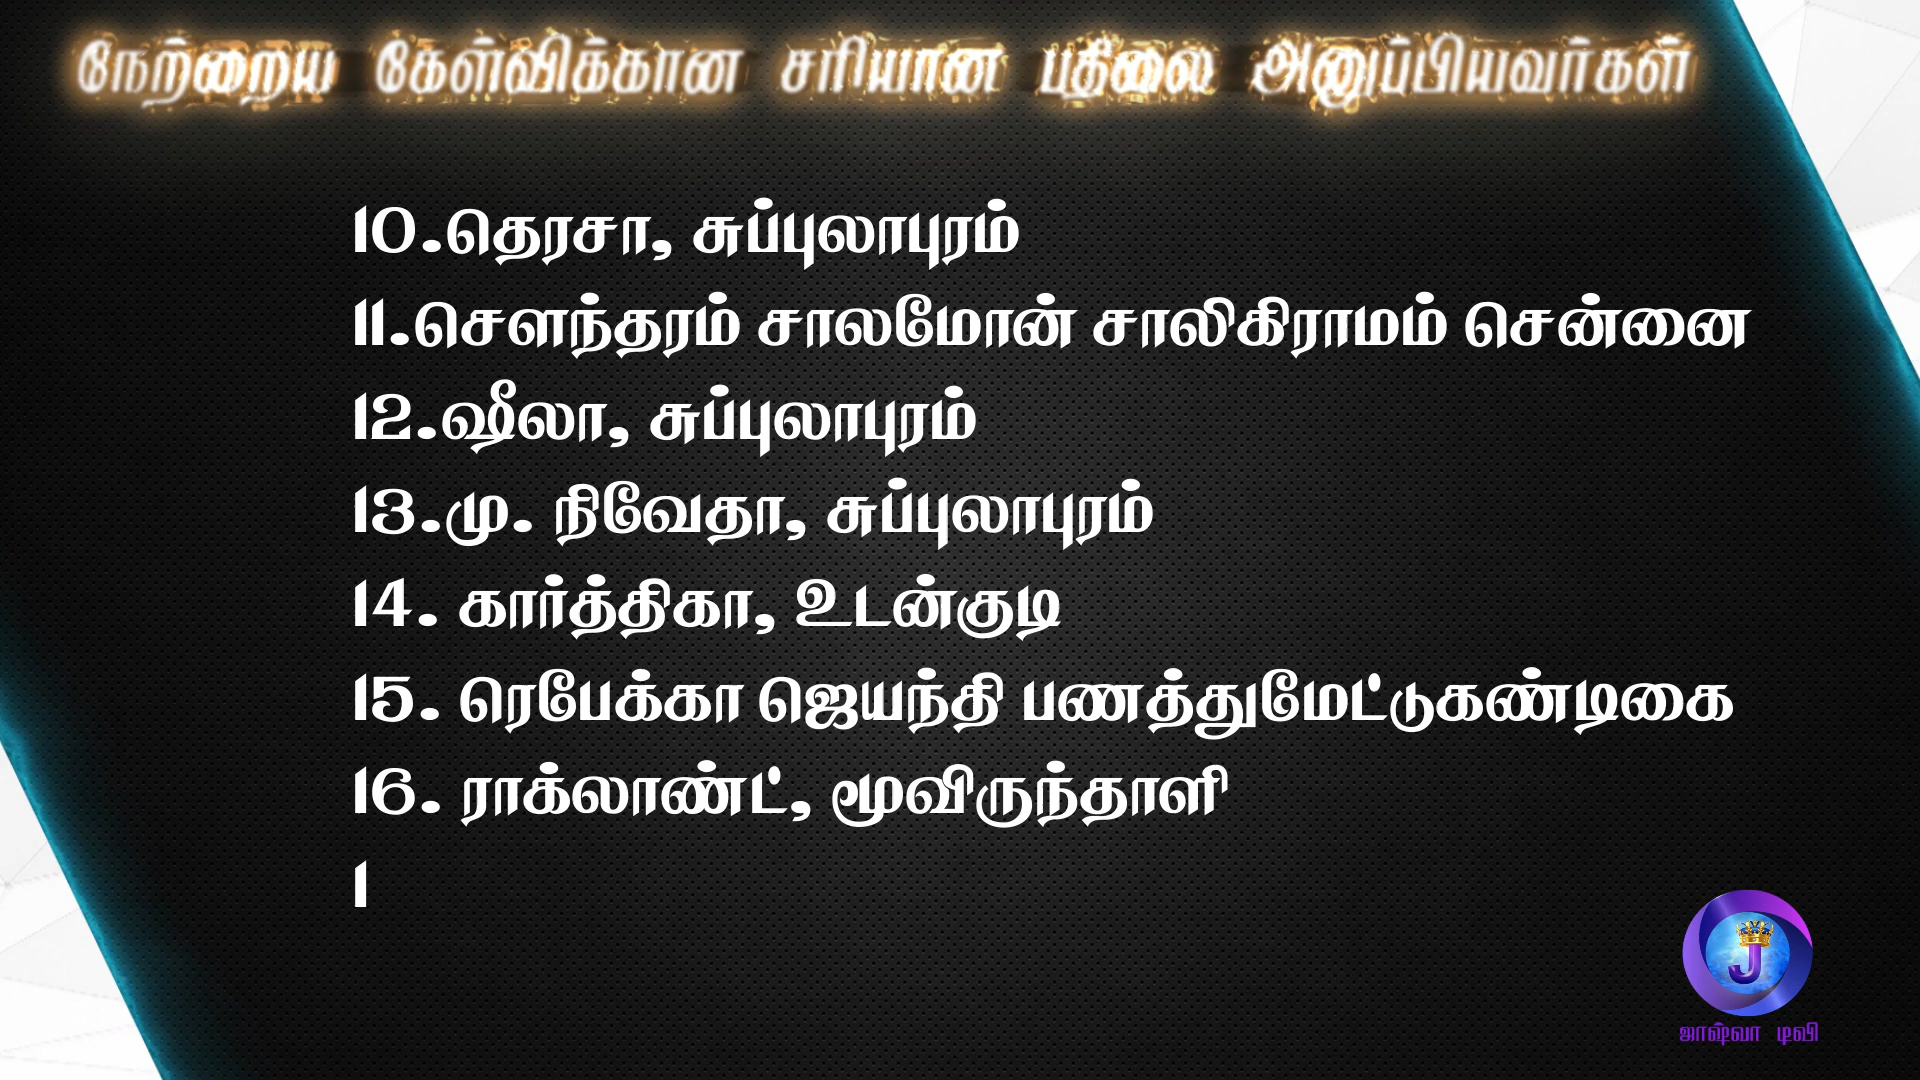 நேற்றைய கேள்விக்கான சரியான பதிலை அனுப்பியவர்கள்
10.தெரசா, சுப்புலாபுரம்
11.சௌந்தரம் சாலமோன் சாலிகிராமம் சென்னை
12.ஷீலா, சுப்புலாபுரம்
13.மு. நிவேதா, சுப்புலாபுரம்
14. கார்த்திகா, உடன்குடி
15. ரெபேக்கா ஜெயந்தி பணத்துமேட்டுகண்டிகை
16. ராக்லாண்ட், மூவிருந்தாளி
1
J
ஜாஷ்வா டிவி